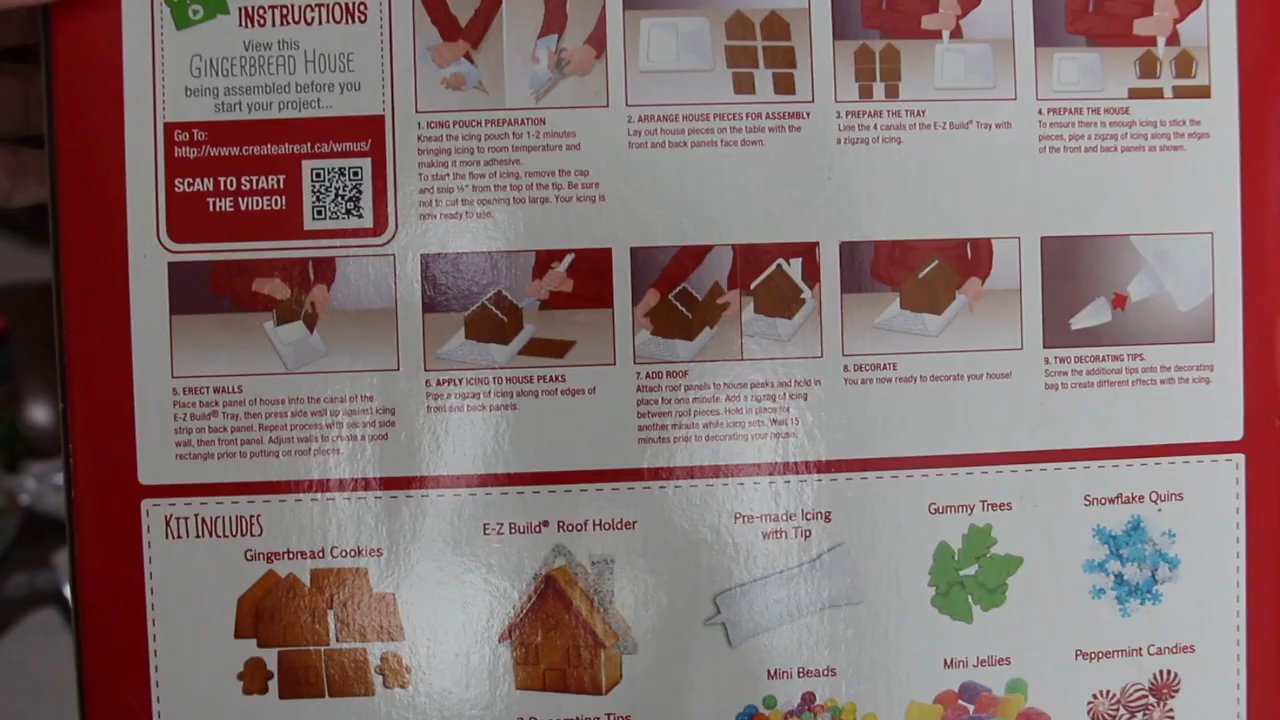 INSTRUCTIONS
View this
GINGERBREAD HOUSE
being assembled before you
start your project...
Go To:
http://www.createatreat.ca/wmus/
SCAN TO START
THE VIDEO!
1. ICING POUCH PREPARATION
Knead the icing pouch for 1-2 minutes
bringing icing to room temperature and
making it more adhesive.
To start the flow of icing, remove the cap
and snip ½" from the top of the tip. Be sure
not to cut the opening too large. Your icing is
now ready to use.
2. ARRANGE HOUSE PIECES FOR ASSEMBLY
Lay out house pieces on the table with the
front and back panels face down.
3. PREPARE THE TRAY
Line the 4 canals of the E-Z Build® Tray with
a zigzag of icing.
4. PREPARE THE HOUSE
To ensure there is enough icing to stick the
pieces, pipe a zigzag of icing along the edges
of the front and back panels as shown.
5. ERECT WALLS
Place back panel of house into the canal of the
E-Z Build® Tray, then press side wall up against icing
strip on back panel. Repeat process with second side
wall, then front panel. Adjust walls to create a good
rectangle prior to putting on roof pieces.
6. APPLY ICING TO HOUSE PEAKS
Pipe a zigzag of icing along roof edges of
front and back panels.
7. ADD ROOF
Attach roof panels to house peaks and hold in
place for one minute. Add a zigzag of icing
between roof pieces. Hold in place for
another minute while icing sets. Wait 15
minutes prior to decorating your house.
8. DECORATE
You are now ready to decorate your house!
9. TWO DECORATING TIPS.
Screw the additional tips onto the decorating
bag to create different effects with the icing.
KIT INCLUDES
Gingerbread Cookies
E-Z Build® Roof Holder
Pre-made Icing
with Tip
Gummy Trees
Snowflake Quins
Mini Beads
Mini Jellies
Peppermint Candies
2 Decorating Tips